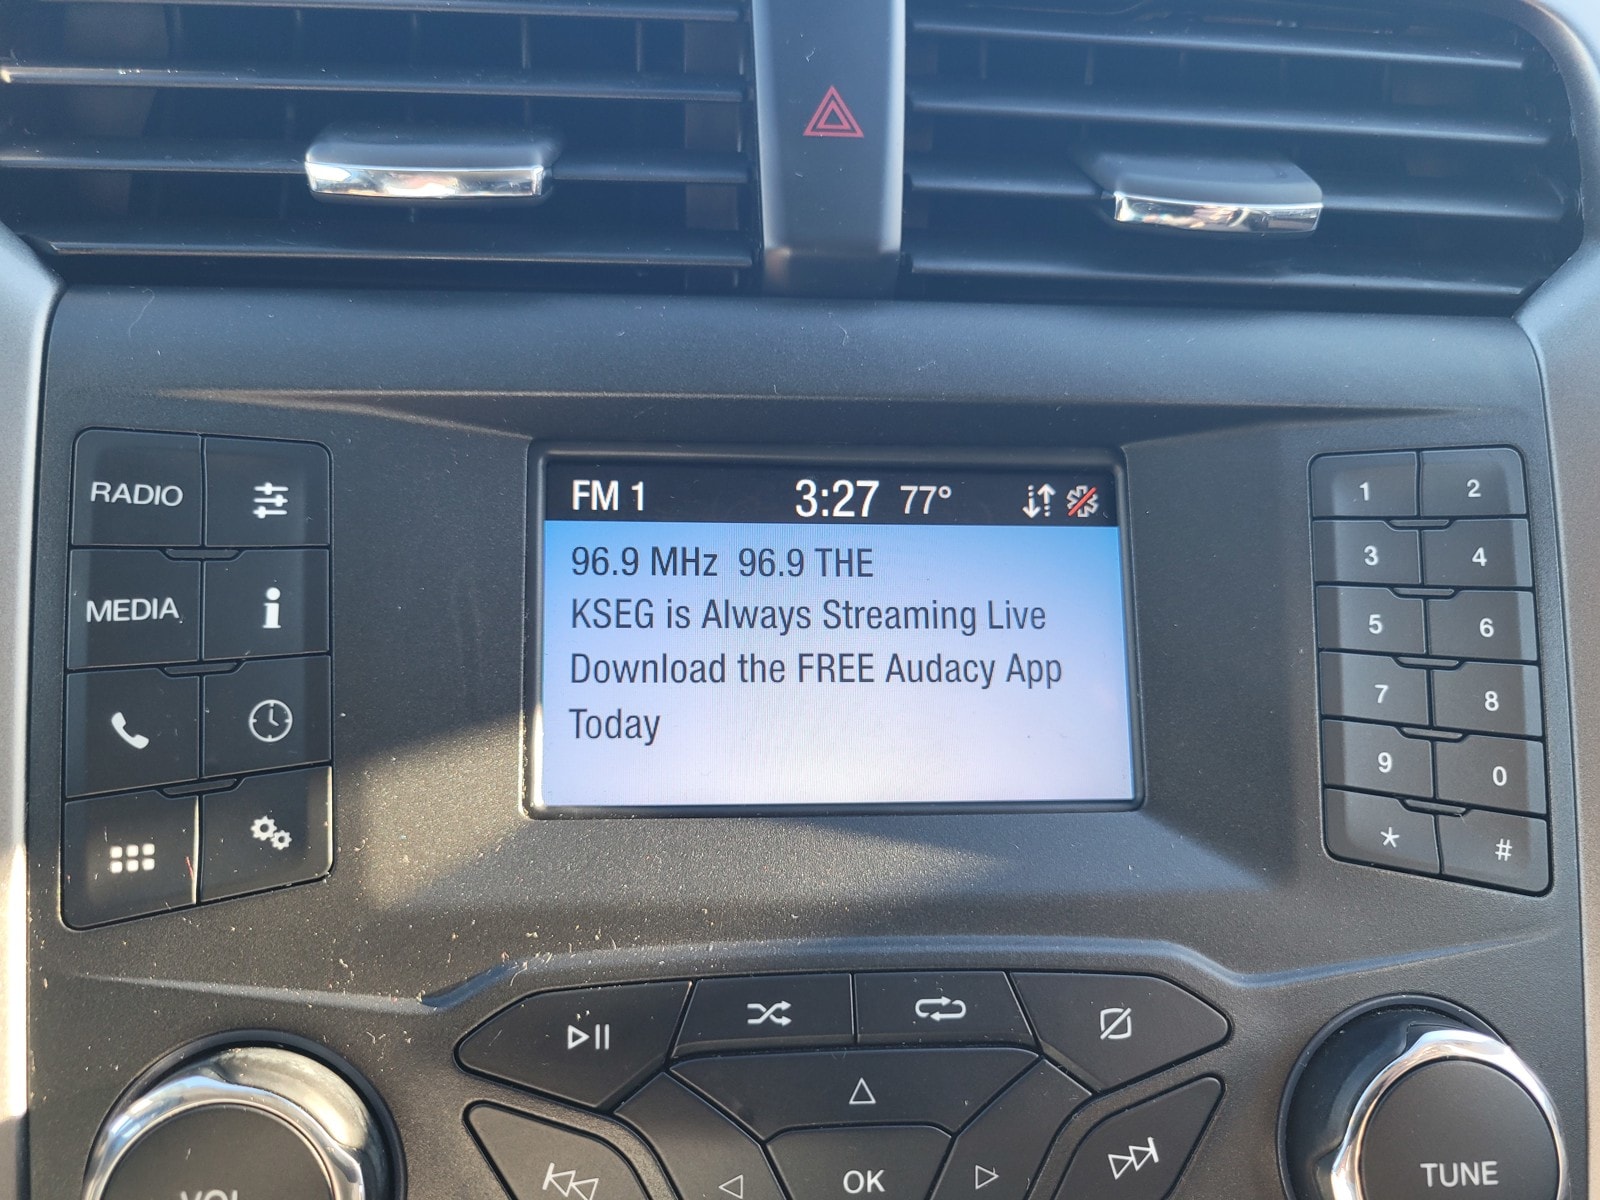 FM 1 3:27 77°
96.9 MHz 96.9 THE
KSEG is Always Streaming Live
Download the FREE Audacy App
Today
RADIO
MEDIA
i
1 2
3 4
5 6
7 8
9 0
* #
OK
VOL
TUNE